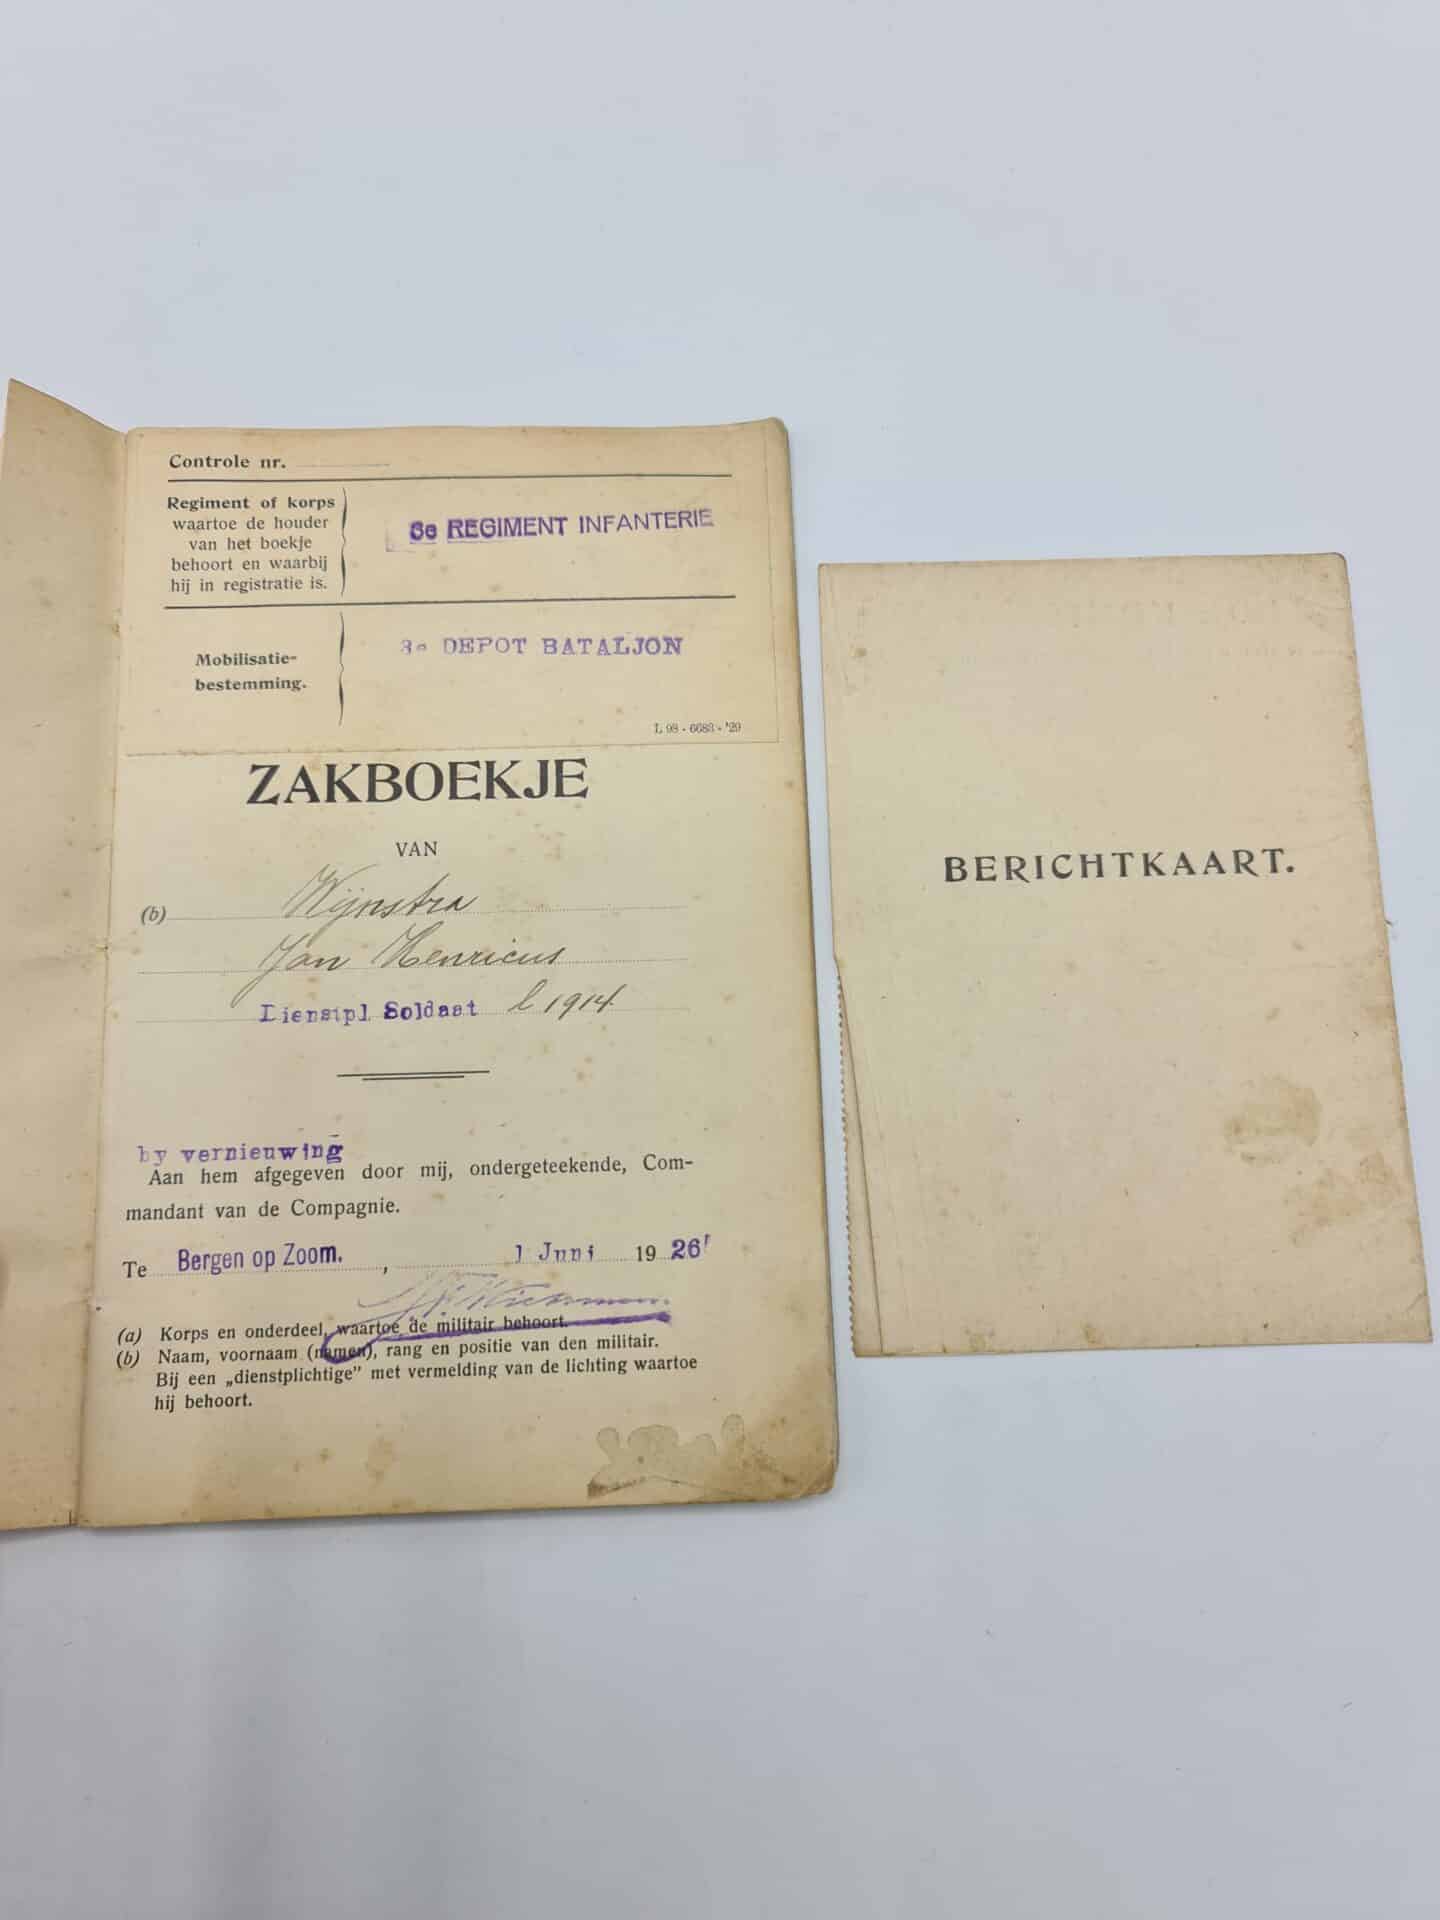 Controle nr.
Regiment of korps
waartoe de houder
van het boekje
behoort en waarbij
hij in registratie is.
REGIMENT INFANTERIE
Mobilisatie-
bestemming.
3e DEPOT BATALJON
L 98 - 6683 - '29
ZAKBOEKJE
VAN
(b) Wijnstra
Jan Henricus
Dienstpl Soldaat l 1914
by vernieuwing
Aan hem afgegeven door mij, ondergeteekende, Com-
mandant van de Compagnie.
Te Bergen op Zoom. , 1 Juni 1926
(a) Korps en onderdeel, waartoe de militair behoort.
(b) Naam, voornaam (namen), rang en positie van den militair.
Bij een „dienstplichtige” met vermelding van de lichting waartoe
hij behoort.
BERICHTKAART.